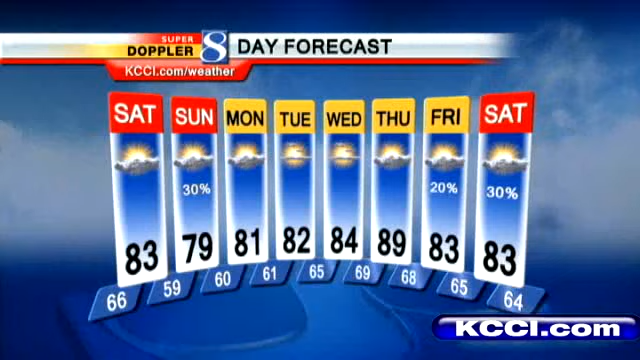 SUPER
DOPPLER 8 DAY FORECAST
KCCI.com/weather
SAT SUN MON TUE WED THU FRI SAT
30% 20% 30%
83 79 81 82 84 89 83 83
66 59 60 61 65 69 68 65 64
KCCI.com